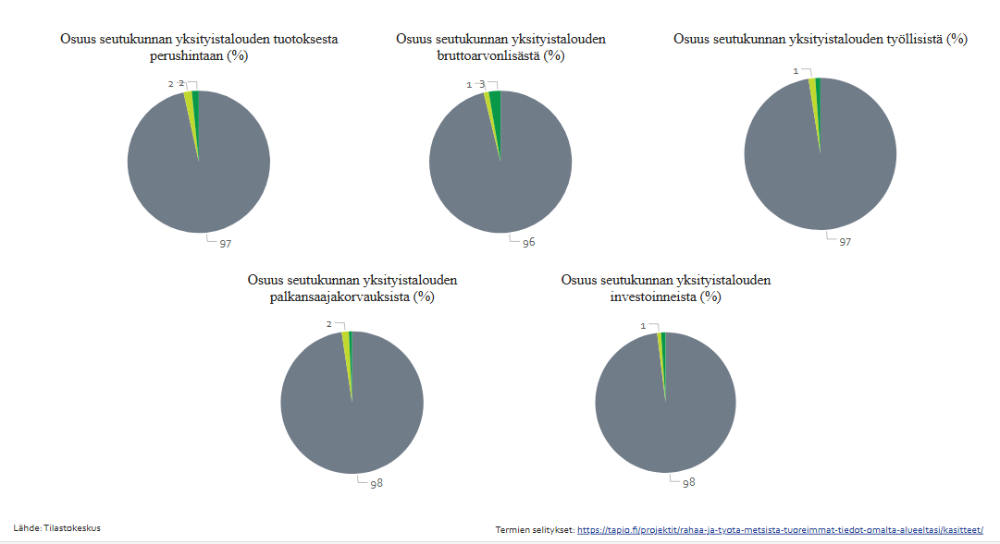 Osuus seutukunnan yksityistalouden tuotoksesta
perushintaan (%)
Osuus seutukunnan yksityistalouden
bruttoarvonlisästä (%)
Osuus seutukunnan yksityistalouden työllisistä (%)
2 2
1 3
1
97
96
97
Osuus seutukunnan yksityistalouden
palkansaajakorvauksista (%)
Osuus seutukunnan yksityistalouden
investoinneista (%)
2
1
98
98
Lähde: Tilastokeskus
Termien selitykset: https://tapio.fi/projektit/rahaa-ja-tyota-metsista-tuoreimmat-tiedot-omalta-alueeltasi/kasitteet/